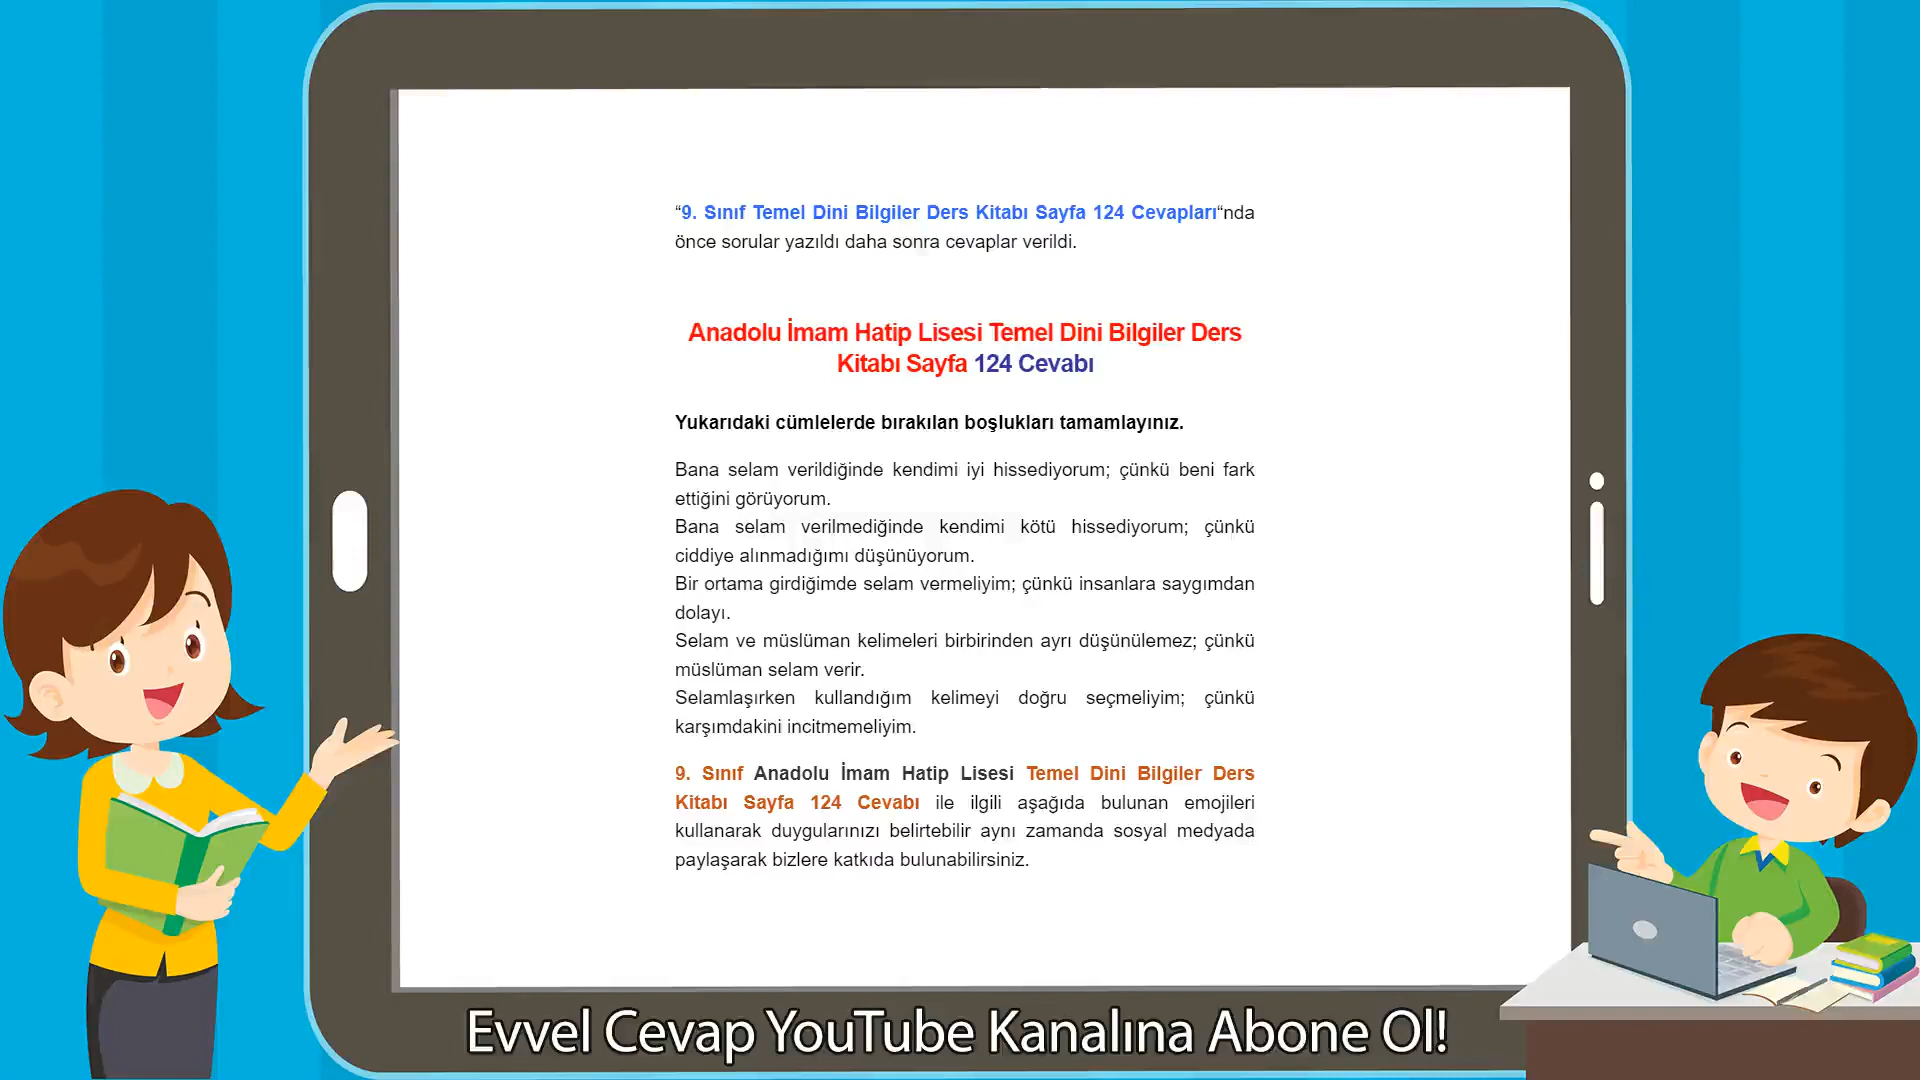 “9. Sınıf Temel Dini Bilgiler Ders Kitabı Sayfa 124 Cevapları“nda
önce sorular yazıldı daha sonra cevaplar verildi.
Anadolu İmam Hatip Lisesi Temel Dini Bilgiler Ders
Kitabı Sayfa 124 Cevabı
Yukarıdaki cümlelerde bırakılan boşlukları tamamlayınız.
Bana selam verildiğinde kendimi iyi hissediyorum; çünkü beni fark
ettiğini görüyorum.
Bana selam verilmediğinde kendimi kötü hissediyorum; çünkü
ciddiye alınmadığımı düşünüyorum.
Bir ortama girdiğimde selam vermeliyim; çünkü insanlara saygımdan
dolayı.
Selam ve müslüman kelimeleri birbirinden ayrı düşünülemez; çünkü
müslüman selam verir.
Selamlaşırken kullandığım kelimeyi doğru seçmeliyim; çünkü
karşımdakini incitmemeliyim.
9. Sınıf Anadolu İmam Hatip Lisesi Temel Dini Bilgiler Ders
Kitabı Sayfa 124 Cevabı ile ilgili aşağıda bulunan emojileri
kullanarak duygularınızı belirtebilir aynı zamanda sosyal medyada
paylaşarak bizlere katkıda bulunabilirsiniz.
Evvel Cevap YouTube Kanalına Abone Ol!